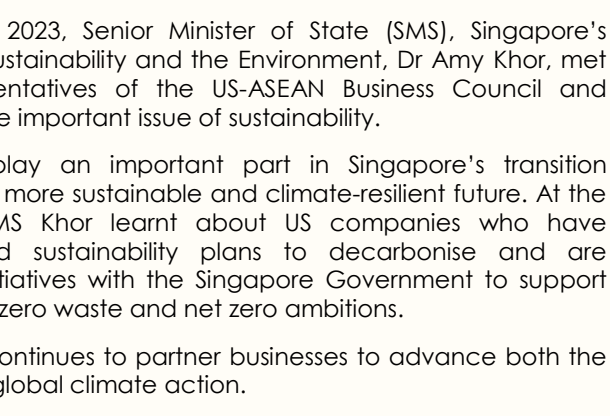 2023, Senior Minister of State (SMS), Singapore's
ustainability and the Environment, Dr Amy Khor, met
entatives of the US-ASEAN Business Council and
e important issue of sustainability.
play an important part in Singapore's transition
more sustainable and climate-resilient future. At the
MS Khor learnt about US companies who have
d sustainability plans to decarbonise and are
tiatives with the Singapore Government to support
zero waste and net zero ambitions.
ontinues to partner businesses to advance both the
global climate action.